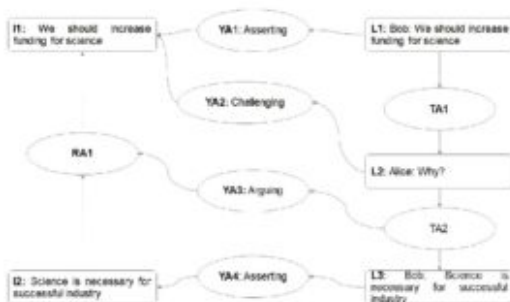 I1: We should increase
funding for science
YA1: Asserting
L1: Bob: We should increase
funding for science
YA2: Challenging
TA1
RA1
L2: Alice: Why?
YA3: Arguing
TA2
I2: Science is necessary for
successful industry
YA4: Asserting
L3: Bob: Science is
necessary for successful
industry